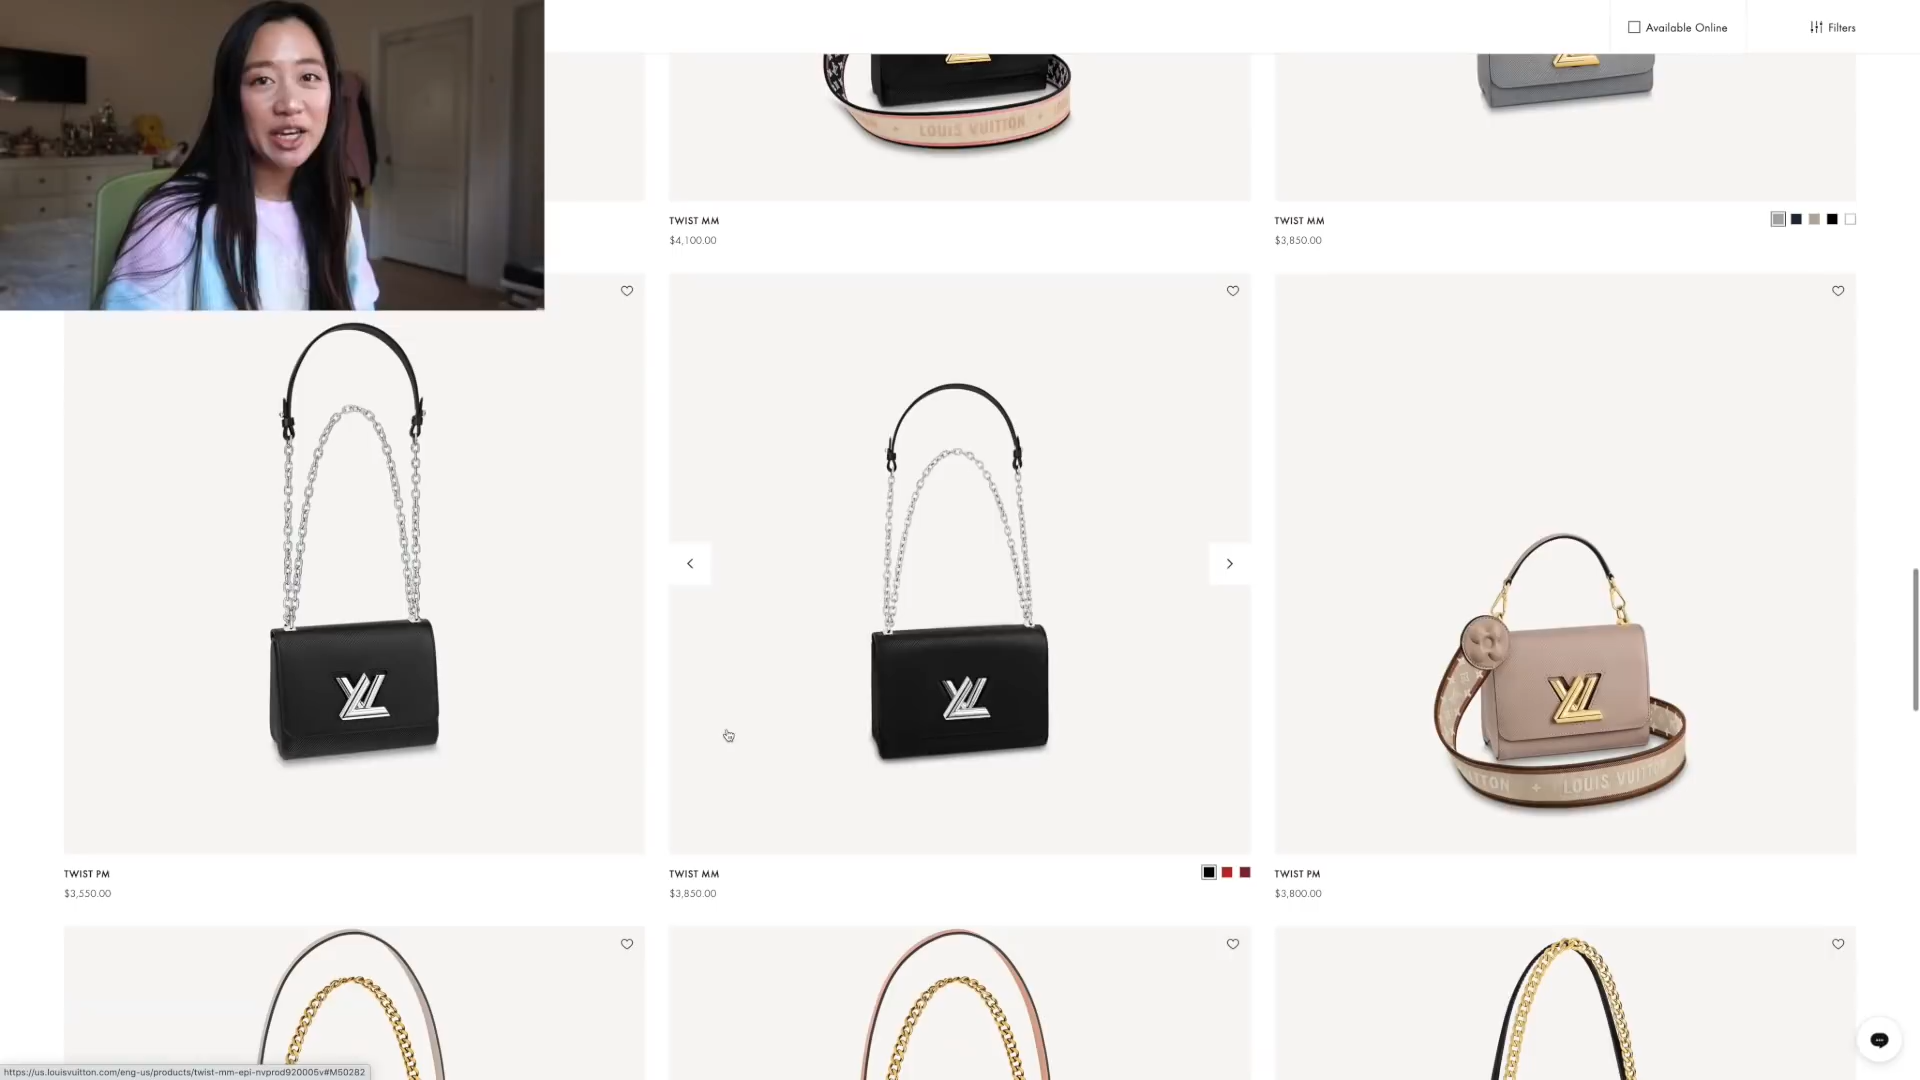 Available Online
Filters
LOUIS VUITTON
TWIST MM
$4,100.00
TWIST MM
$3,850.00
TTON + LOUIS VUITTON
TWIST PM
$3,550.00
TWIST MM
$3,850.00
TWIST PM
$3,800.00
https://us.louisvuitton.com/eng-us/products/twist-mm-epi-nvprod920005v#M50282